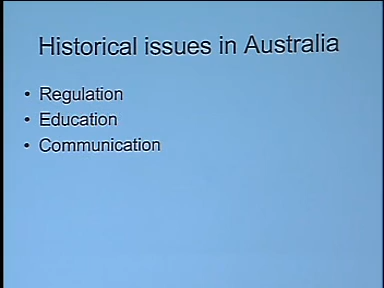 Historical issues in Australia
• Regulation
• Education
• Communication